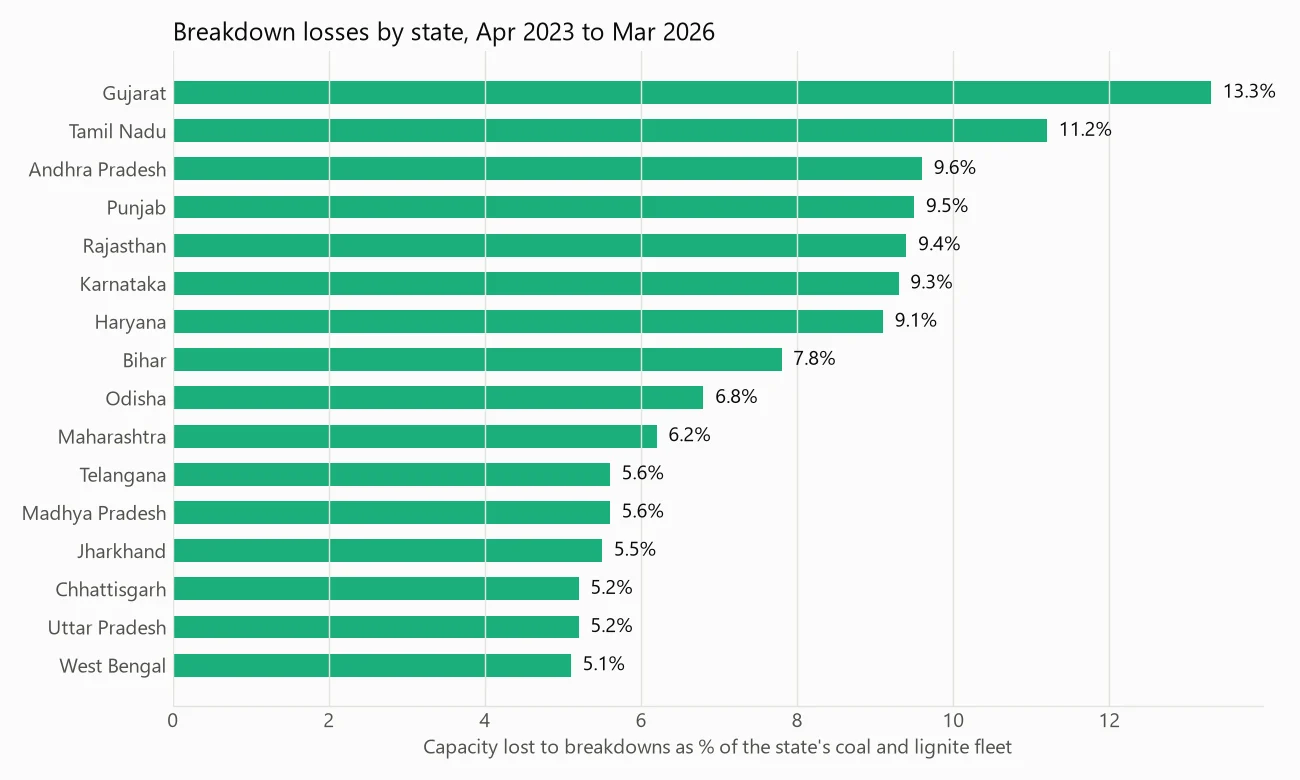 Breakdown losses by state, Apr 2023 to Mar 2026
Gujarat 13.3%
Tamil Nadu 11.2%
Andhra Pradesh 9.6%
Punjab 9.5%
Rajasthan 9.4%
Karnataka 9.3%
Haryana 9.1%
Bihar 7.8%
Odisha 6.8%
Maharashtra 6.2%
Telangana 5.6%
Madhya Pradesh 5.6%
Jharkhand 5.5%
Chhattisgarh 5.2%
Uttar Pradesh 5.2%
West Bengal 5.1%
0 2 4 6 8 10 12
Capacity lost to breakdowns as % of the state's coal and lignite fleet